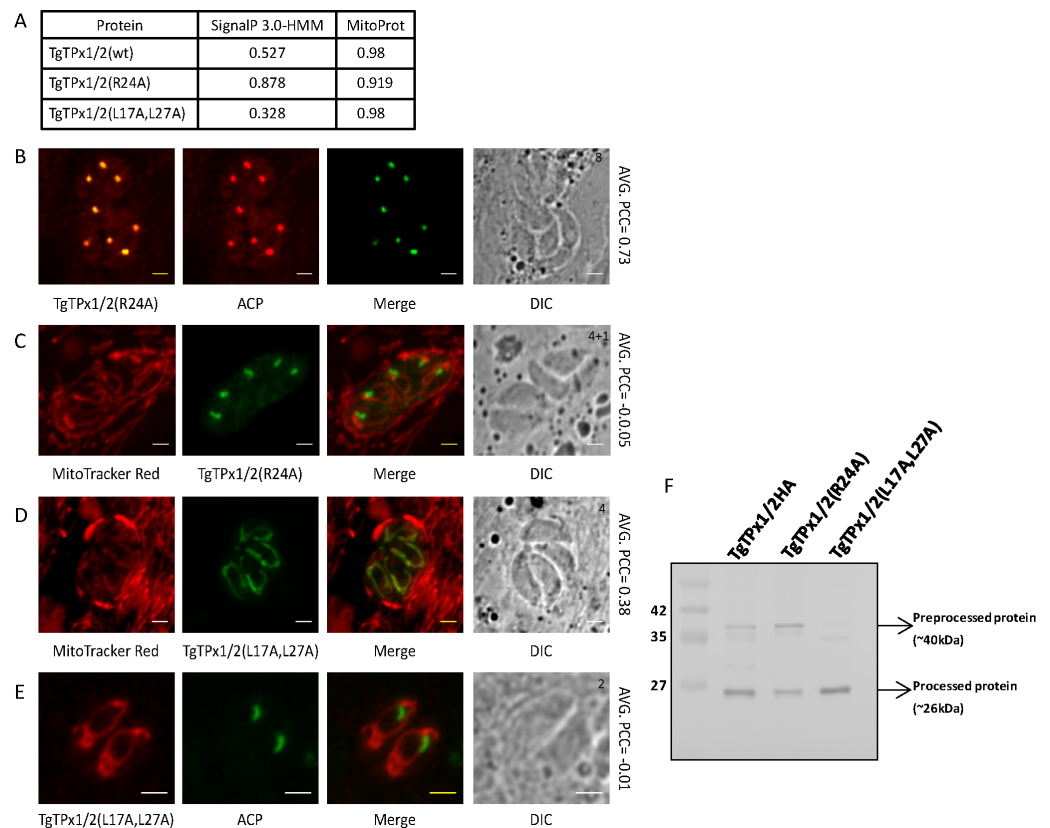 A
Protein SignalP 3.0-HMM MitoProt
TgTPx1/2(wt) 0.527 0.98
TgTPx1/2(R24A) 0.878 0.919
TgTPx1/2(L17A,L27A) 0.328 0.98
B
8
AVG. PCC= 0.73
TgTPx1/2(R24A) ACP Merge DIC
C
4+1
AVG. PCC= -0.0.05
MitoTracker Red TgTPx1/2(R24A) Merge DIC
D
4
AVG. PCC= 0.38
MitoTracker Red TgTPx1/2(L17A,L27A) Merge DIC
E
2
AVG. PCC= -0.01
TgTPx1/2(L17A,L27A) ACP Merge DIC
F
TgTPx1/2HA
TgTPx1/2(R24A)
TgTPx1/2(L17A,L27A)
42
35
27
Preprocessed protein
(~40kDa)
Processed protein
(~26kDa)